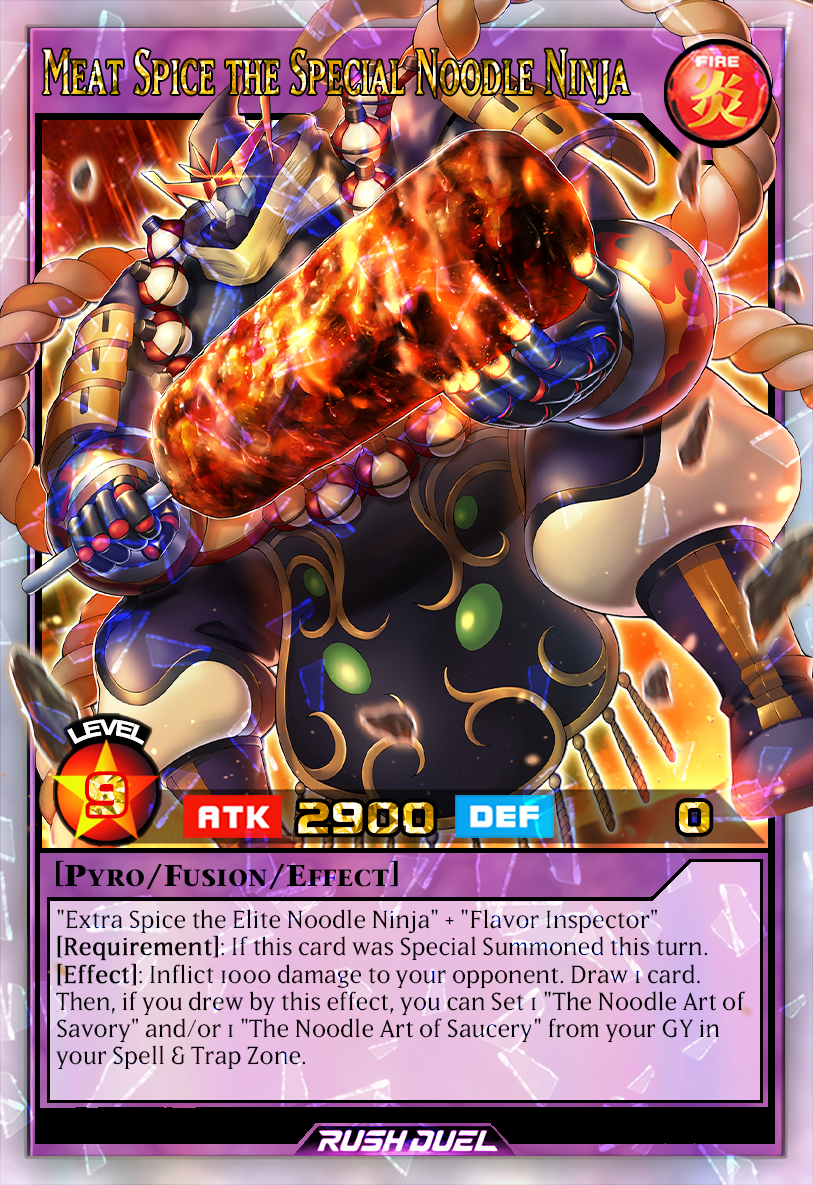 Meat Spice the Special Noodle Ninja
FIRE
炎
LEVEL
9
ATK 2900 DEF 0
[Pyro/Fusion/Effect]
"Extra Spice the Elite Noodle Ninja" + "Flavor Inspector"
[Requirement]: If this card was Special Summoned this turn.
[Effect]: Inflict 1000 damage to your opponent. Draw 1 card.
Then, if you drew by this effect, you can Set 1 "The Noodle Art of
Savory" and/or 1 "The Noodle Art of Saucery" from your GY in
your Spell & Trap Zone.
RUSH DUEL